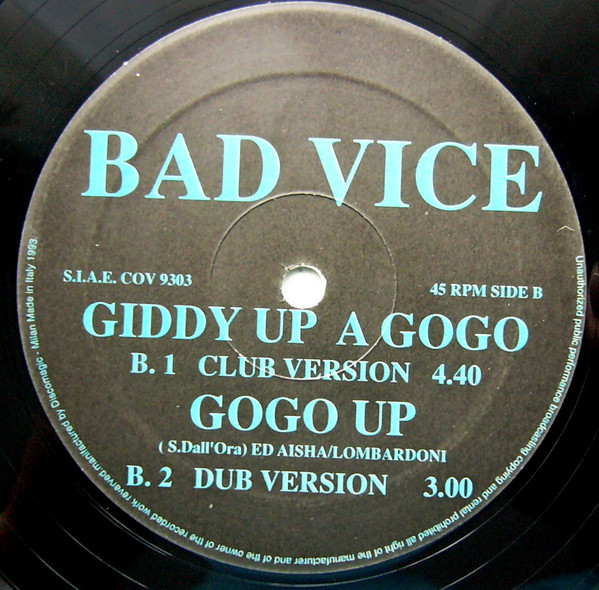 BAD VICE
S.I.A.E. COV 9303
45 RPM SIDE B
GIDDY UP A GOGO
B. 1 CLUB VERSION 4.40
GOGO UP
( S.Dall'Ora) ED AISHA/LOMBARDONI
B. 2 DUB VERSION 3.00
Unauthorized public performance broadcasting copying and rental prohibited all right of the manufacturer and of the owner of the recorded work reverved manifactured by Discomagic - Milan Made in Italy 1993.